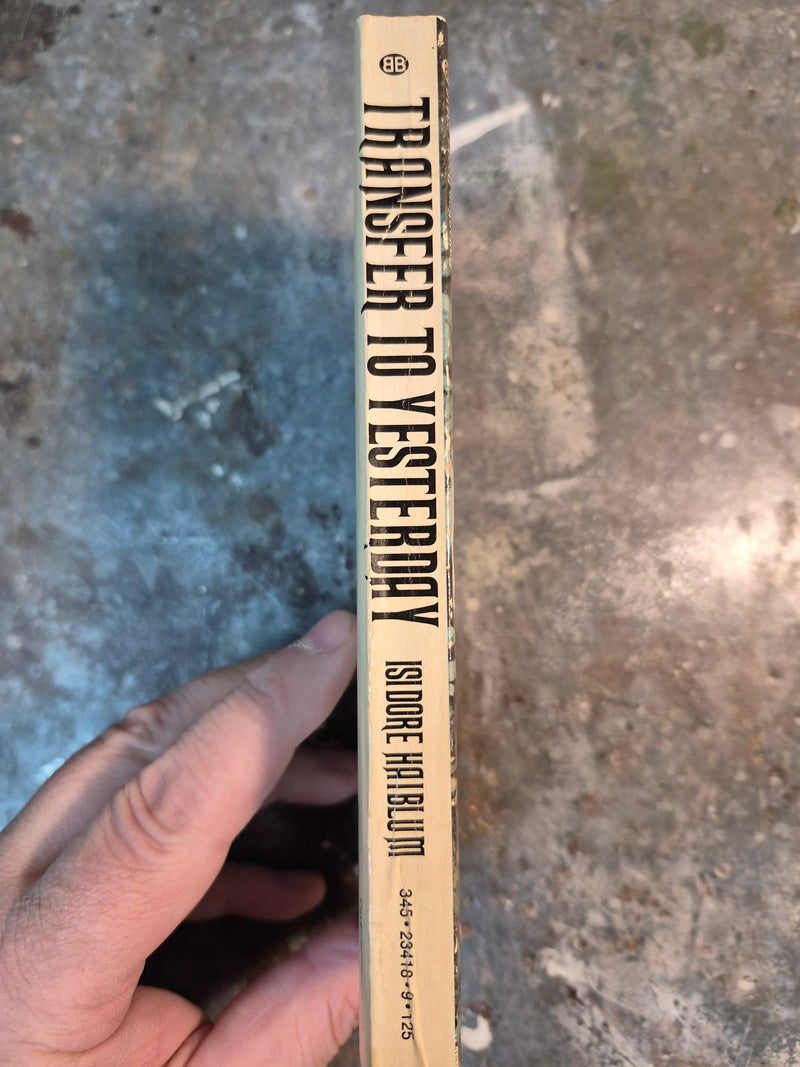 BB
TRANSFER TO YESTERDAY
ISIDORE HAIBLUM
345•23418•9•125